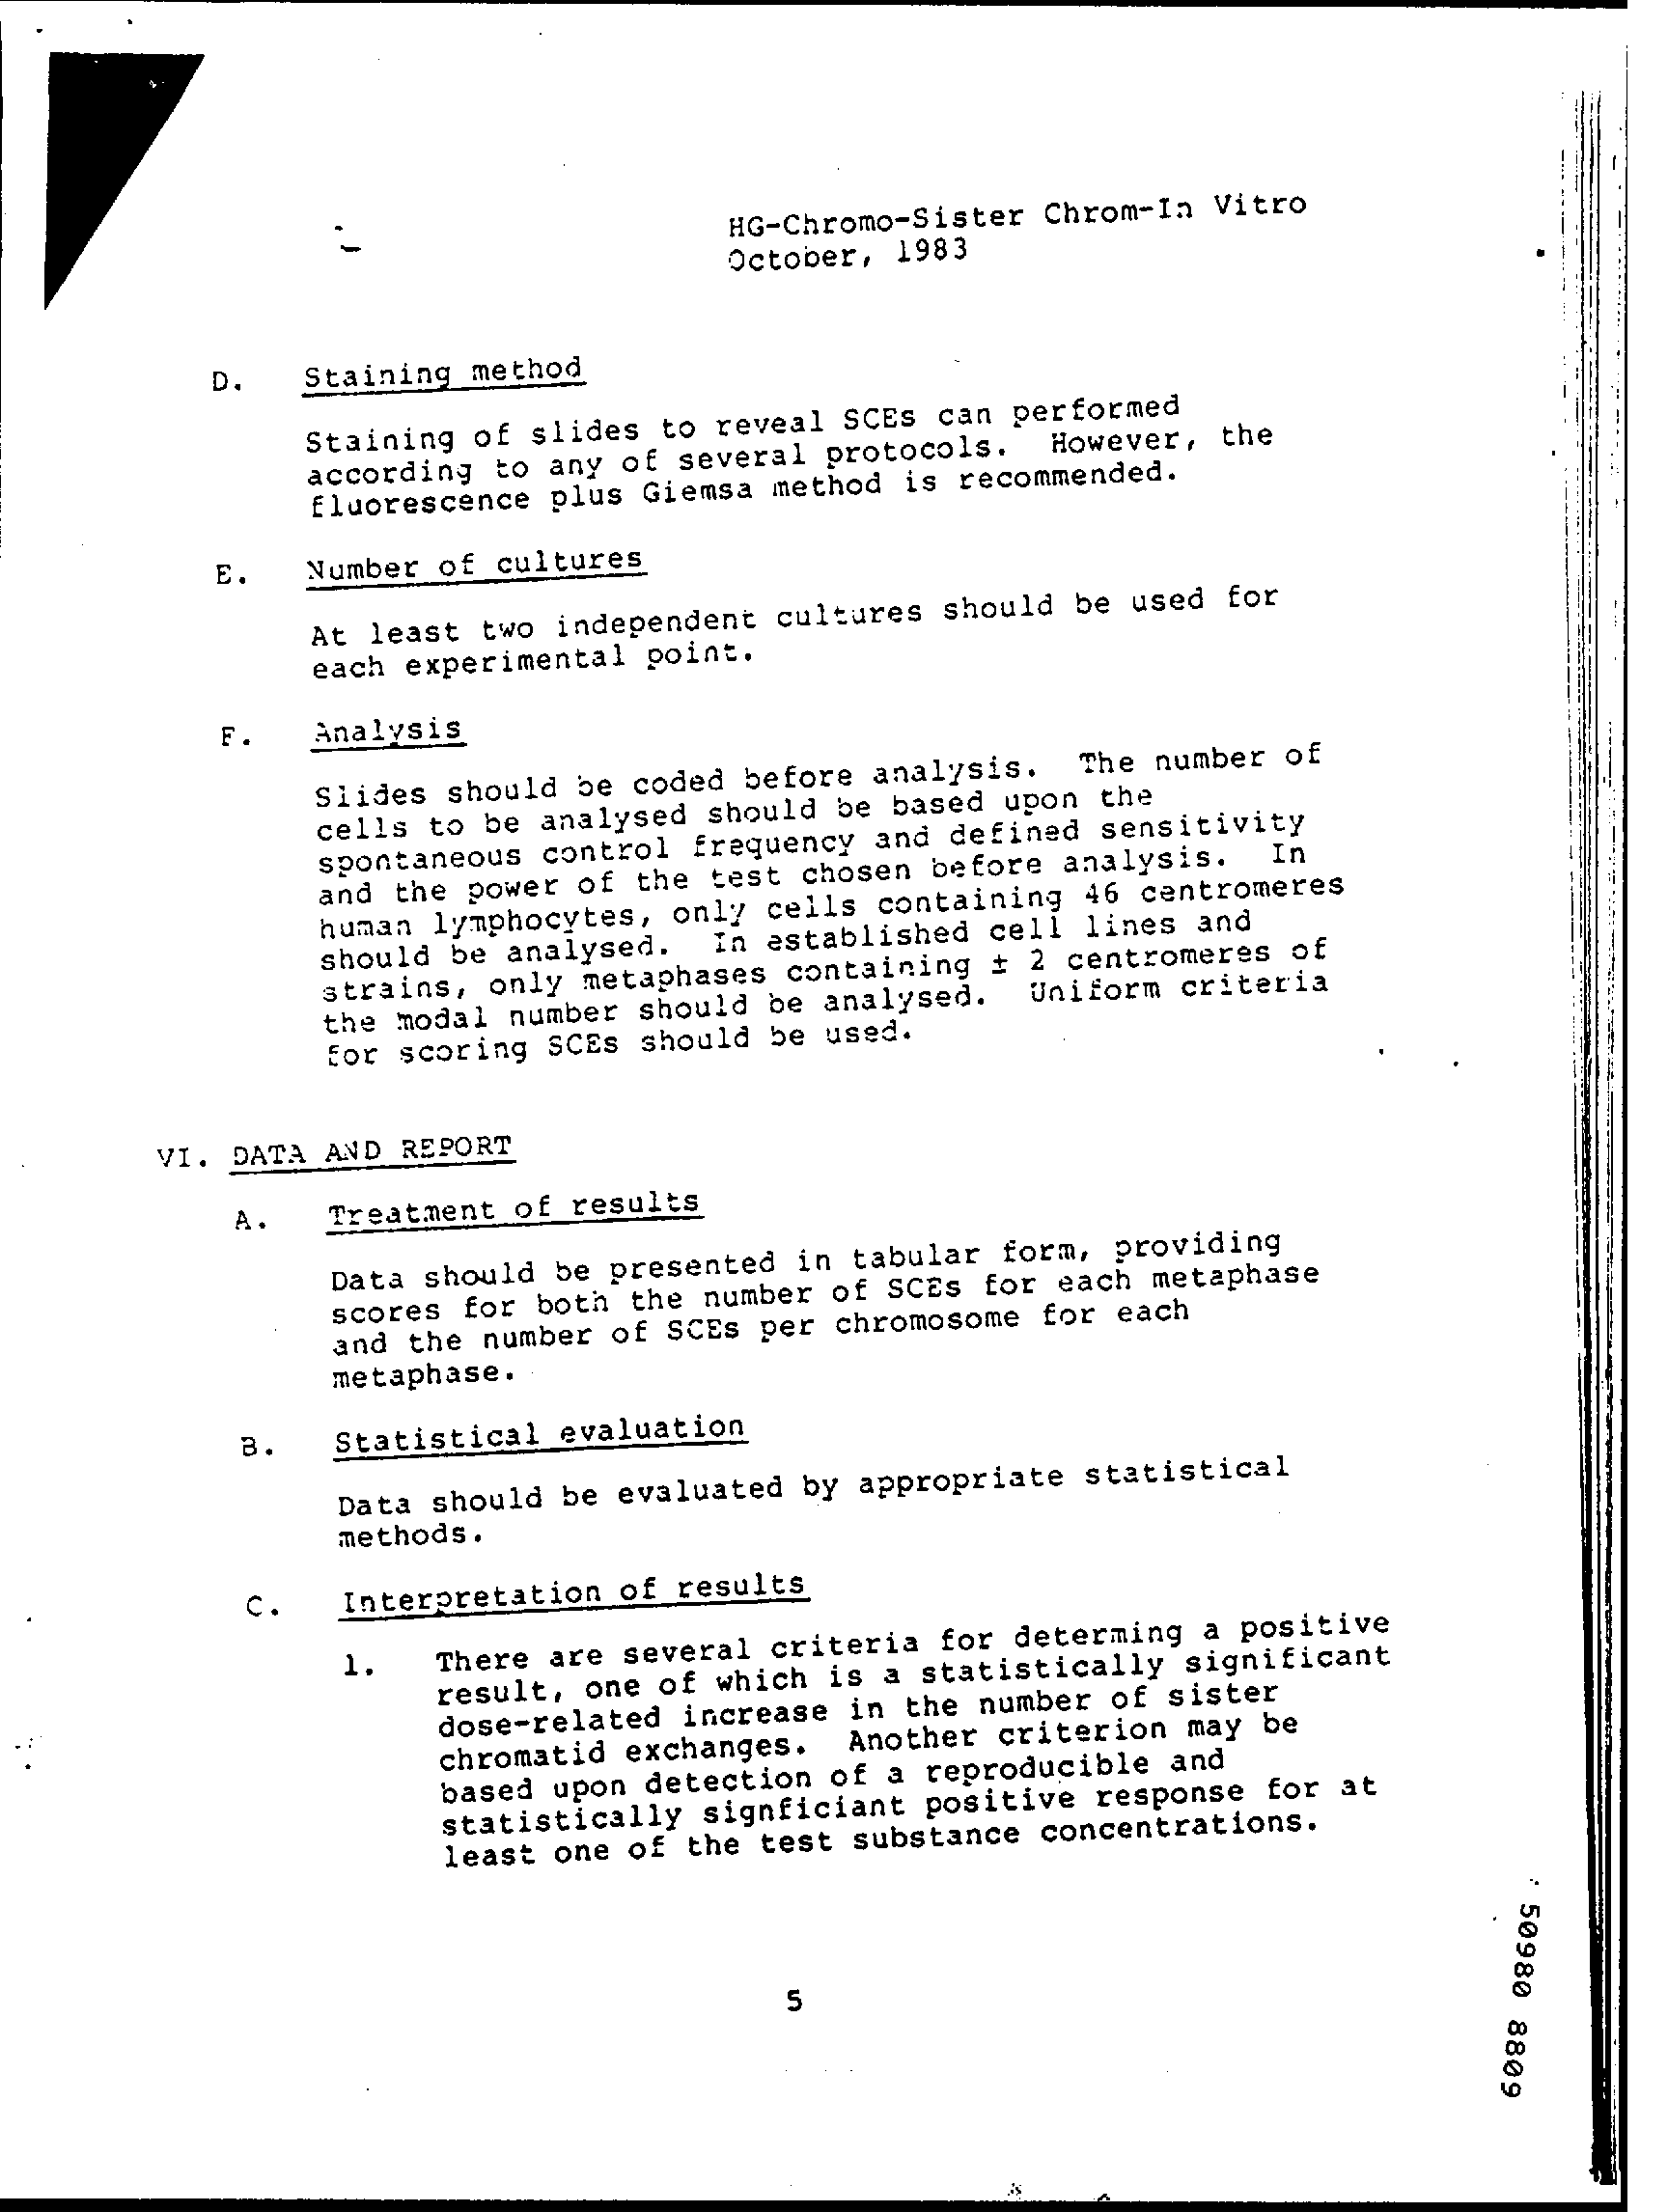 HG-Chromo-Sister Chrom-In Vitro
October, 1983
D. Staining method
Staining of slides to reveal SCEs can performed
according to any of several protocols. However, the
fluorescence plus Giemsa method is recommended.
E. Number of cultures
At least two independent cultures should be used for
each experimental point.
F. Analysis
Slides should be coded before analysis. The number of
cells to be analysed should be based upon the
spontaneous control frequency and defined sensitivity
and the power of the test chosen before analysis. In
human lymphocytes, only cells containing 46 centromeres
should be analysed. In established cell lines and
strains, only metaphases containing ± 2 centromeres of
the modal number should be analysed. Uniform criteria
for scoring SCEs should be used.
VI. DATA AND REPORT
A. Treatment of results
Data should be presented in tabular form, providing
scores for both the number of SCEs for each metaphase
and the number of SCEs per chromosome for each
metaphase.
B. Statistical evaluation
Data should be evaluated by appropriate statistical
methods.
C. Interpretation of results
1. There are several criteria for determing a positive
result, one of which is a statistically significant
dose-related increase in the number of sister
chromatid exchanges. Another criterion may be
based upon detection of a reproducible and
statistically signficiant positive response for at
least one of the test substance concentrations.
5
50980 8809